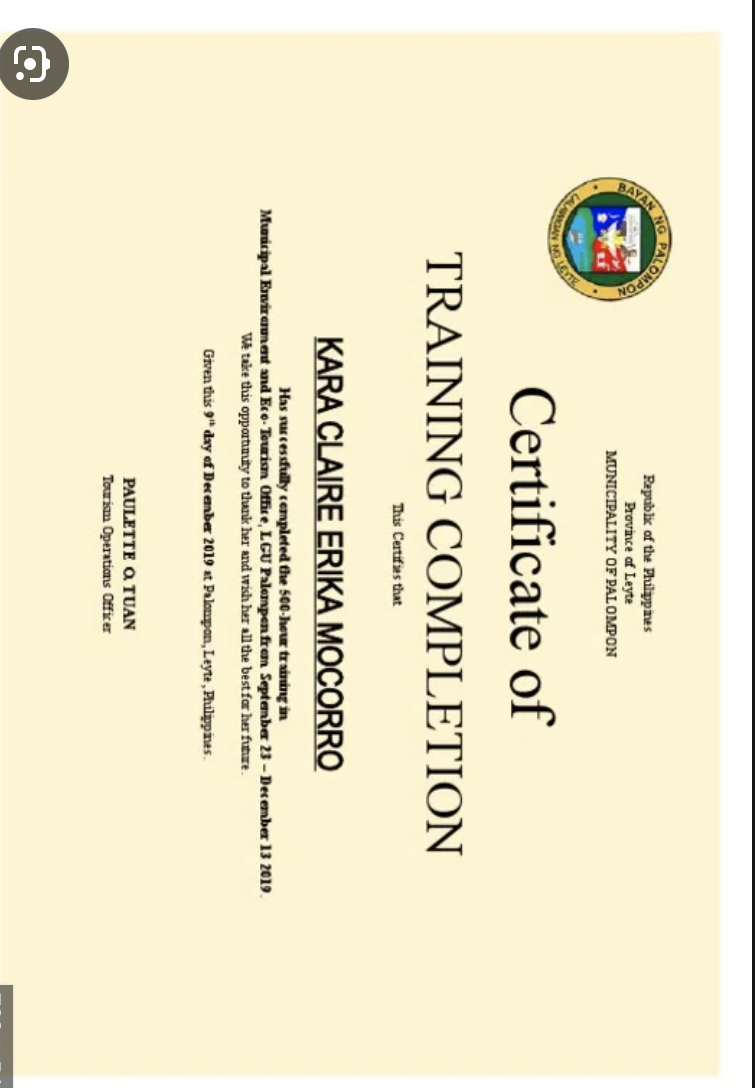 Republic of the Philippines
Province of Leyte
MUNICIPALITY OF PALOMPON
BAYAN NG PALOMPON
LALAWIGAN NG LEYTE
Certificate of
TRAINING COMPLETION
This Certifies that
KARA CLAIRE ERIKA MOCORRO
Has successfully completed the 500-hour training in
Municipal Environment and Eco-Tourism Office, LGU Palompon from September 23 – December 13 2019.
We take this opportunity to thank her and wish her all the best for her future.
Given this 9th day of December 2019 at Palompon, Leyte, Philippines.
PAULETTE O. TUAN
Tourism Operations Officer